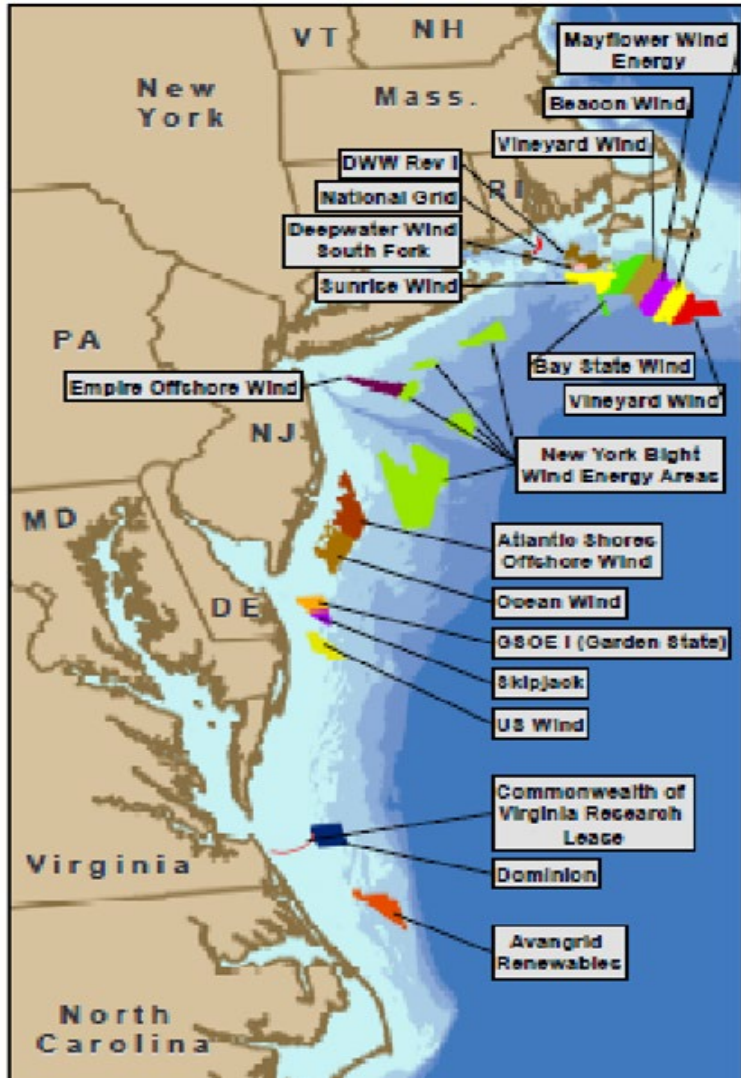 VT
NH
Mayflower Wind
Energy
New
York
Mass.
Beacon Wind
Vineyard Wind
DWW Rev I
RI
National Grid
Deepwater Wind
South Fork
Sunrise Wind
PA
Bay State Wind
Empire Offshore Wind
Vineyard Wind
NJ
New York Bight
Wind Energy Areas
MD
Atlantic Shores
Offshore Wind
DE
Ocean Wind
GSOE I (Garden State)
Skipjack
US Wind
Commonwealth of
Virginia Research
Lease
Virginia
Dominion
Avangrid
Renewables
North
Carolina